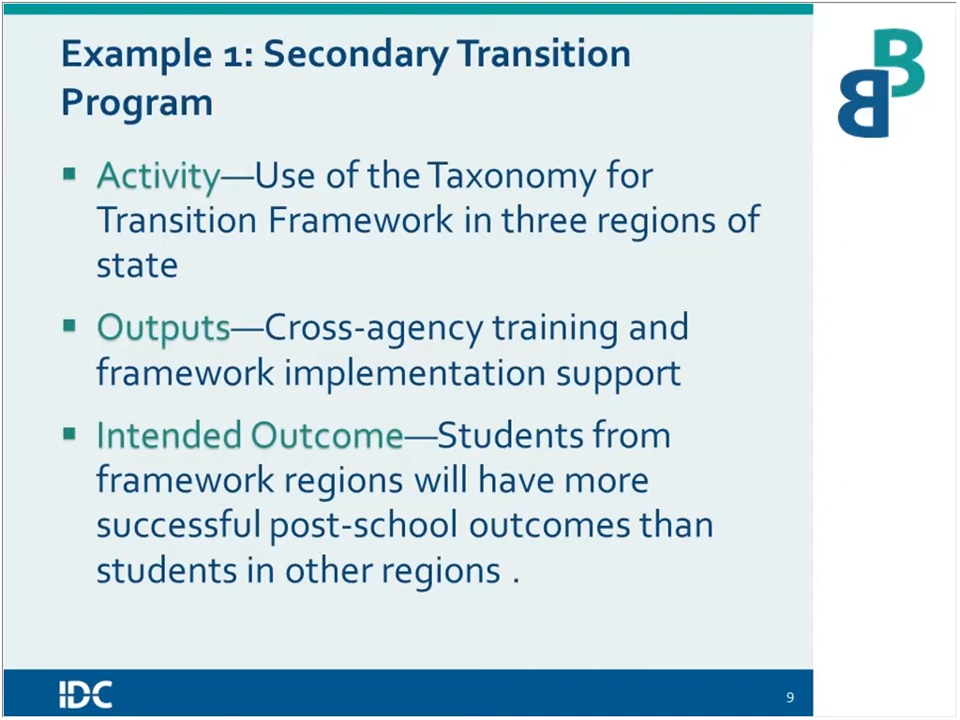 Example 1: Secondary Transition
Program
B
B
▪ Activity—Use of the Taxonomy for
Transition Framework in three regions of
state
▪ Outputs—Cross-agency training and
framework implementation support
▪ Intended Outcome—Students from
framework regions will have more
successful post-school outcomes than
students in other regions .
IDC
9